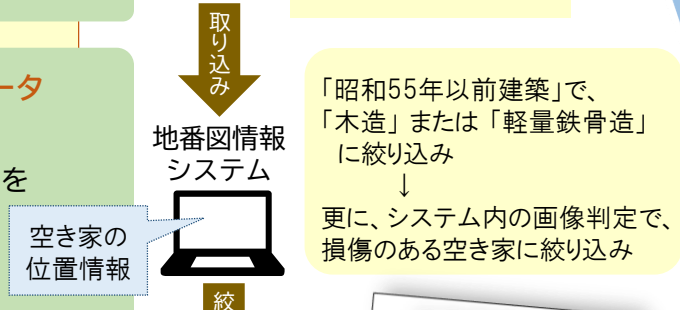 取り込み
ータ
を
地番図情報
システム
空き家の
位置情報
絞
「昭和55年以前建築」で、
「木造」または「軽量鉄骨造」
に絞り込み
↓
更に、システム内の画像判定で、
損傷のある空き家に絞り込み